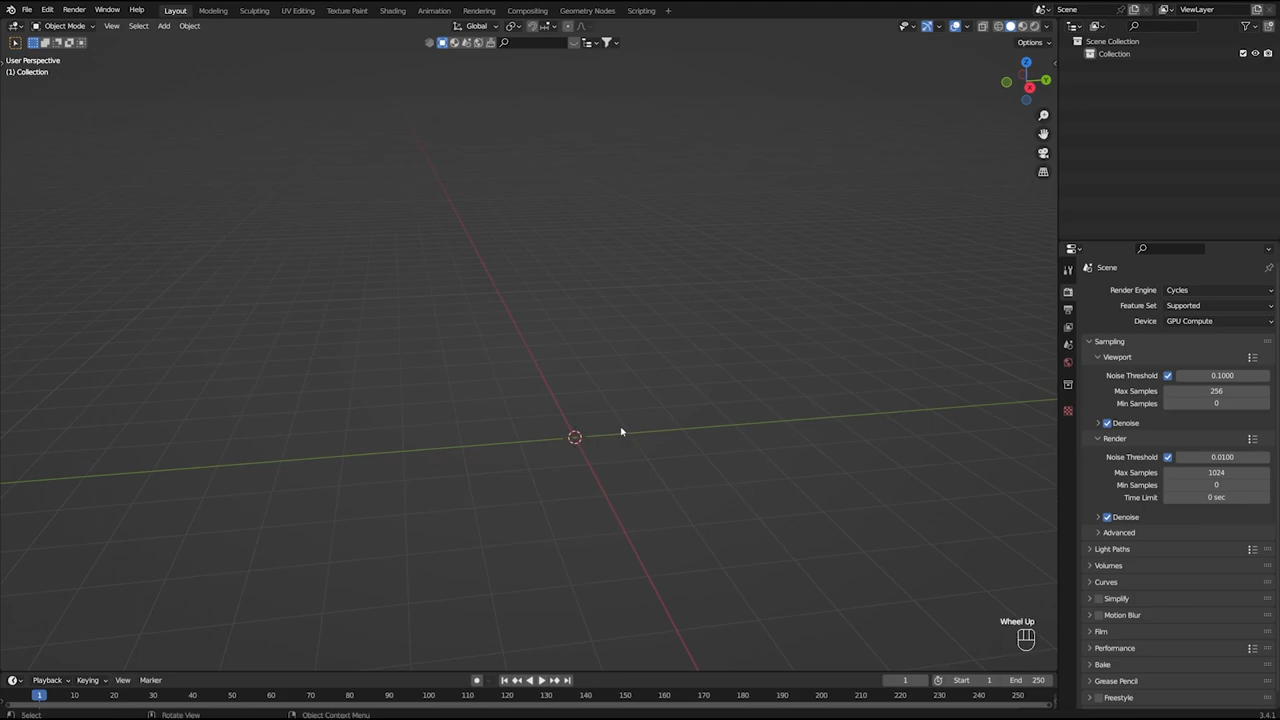 File Edit Render Window Help Layout Modeling Sculpting UV Editing Texture Paint Shading Animation Rendering Compositing Geometry Nodes Scripting + Scene ViewLayer
Object Mode View Select Add Object Global
Options
User Perspective
(1) Collection
Z
Y
X
Scene Collection
Collection
Scene
Render Engine Cycles
Feature Set Supported
Device GPU Compute
Sampling
Viewport
Noise Threshold 0.1000
Max Samples 256
Min Samples 0
Denoise
Render
Noise Threshold 0.0100
Max Samples 1024
Min Samples 0
Time Limit 0 sec
Denoise
Advanced
Light Paths
Volumes
Curves
Simplify
Motion Blur
Film
Performance
Bake
Grease Pencil
Freestyle
Wheel Up
Playback Keying View Marker 1 Start 1 End 250
1 10 20 30 40 50 60 70 80 90 100 110 120 130 140 150 160 170 180 190 200 210 220 230 240 250
Select Rotate View Object Context Menu 3.4.1